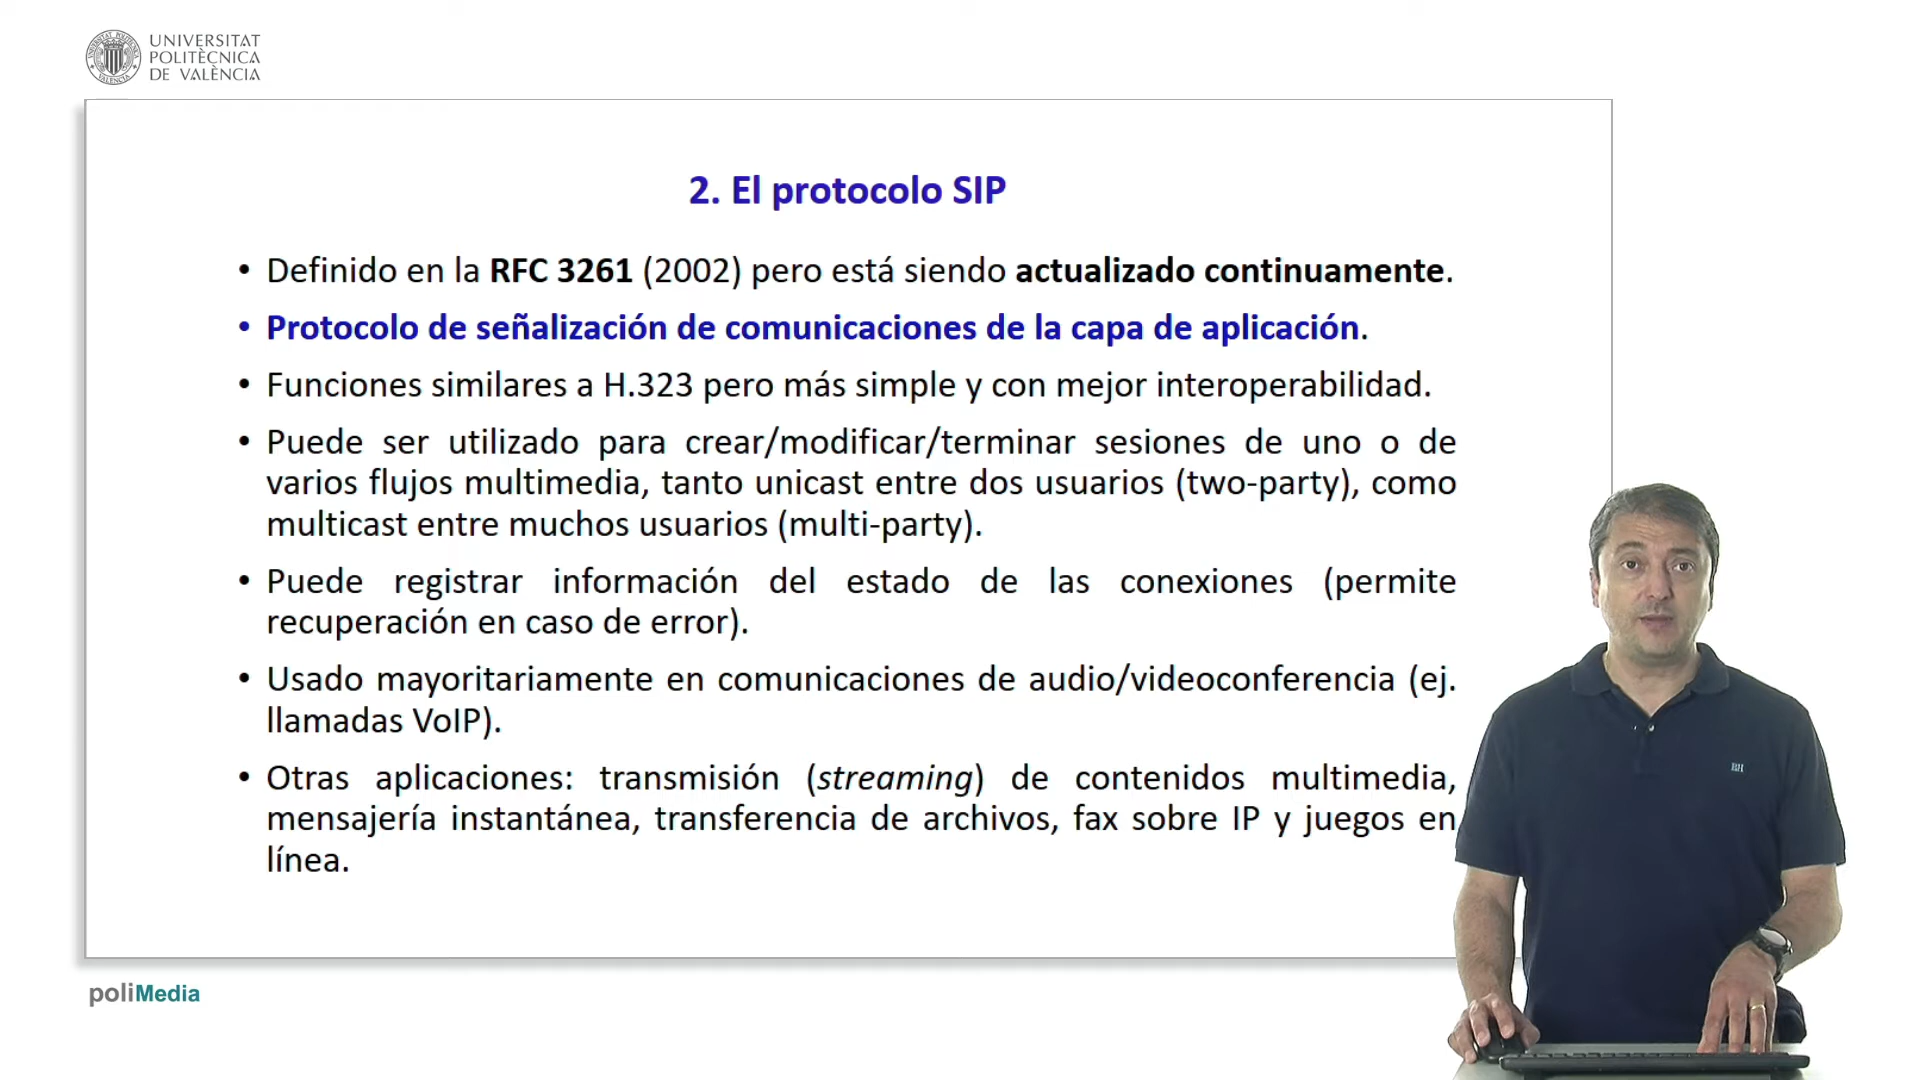 UNIVERSITAT
POLITÈCNICA
DE VALÈNCIA
2. El protocolo SIP
• Definido en la RFC 3261 (2002) pero está siendo actualizado continuamente.
• Protocolo de señalización de comunicaciones de la capa de aplicación.
• Funciones similares a H.323 pero más simple y con mejor interoperabilidad.
• Puede ser utilizado para crear/modificar/terminar sesiones de uno o de
varios flujos multimedia, tanto unicast entre dos usuarios (two-party), como
multicast entre muchos usuarios (multi-party).
• Puede registrar información del estado de las conexiones (permite
recuperación en caso de error).
• Usado mayoritariamente en comunicaciones de audio/videoconferencia (ej.
llamadas VoIP).
• Otras aplicaciones: transmisión (streaming) de contenidos multimedia,
mensajería instantánea, transferencia de archivos, fax sobre IP y juegos en
línea.
poliMedia